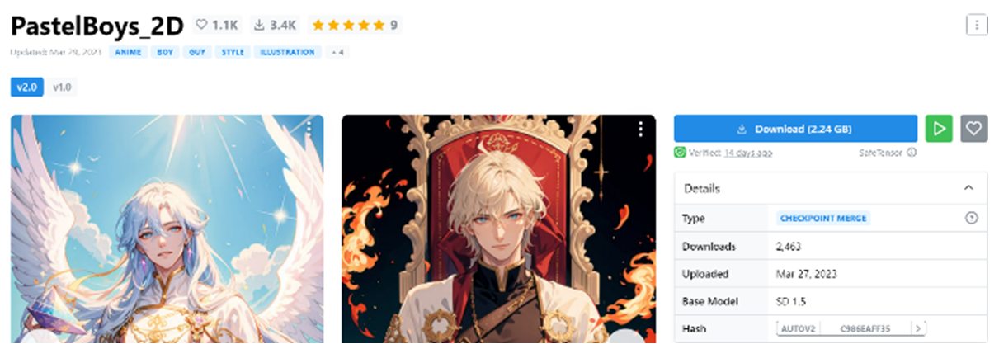 PastelBoys_2D 1.1K 3.4K 9
Updated: Mar 29, 2023 ANIME BOY GUY STYLE ILLUSTRATION + 4
v2.0 v1.0
Download (2.24 GB)
Verified: 14 days ago SafeTensor
Details
Type CHECKPOINT MERGE
Downloads 2,463
Uploaded Mar 27, 2023
Base Model SD 1.5
Hash AUTOV2 C986EAFF35 >